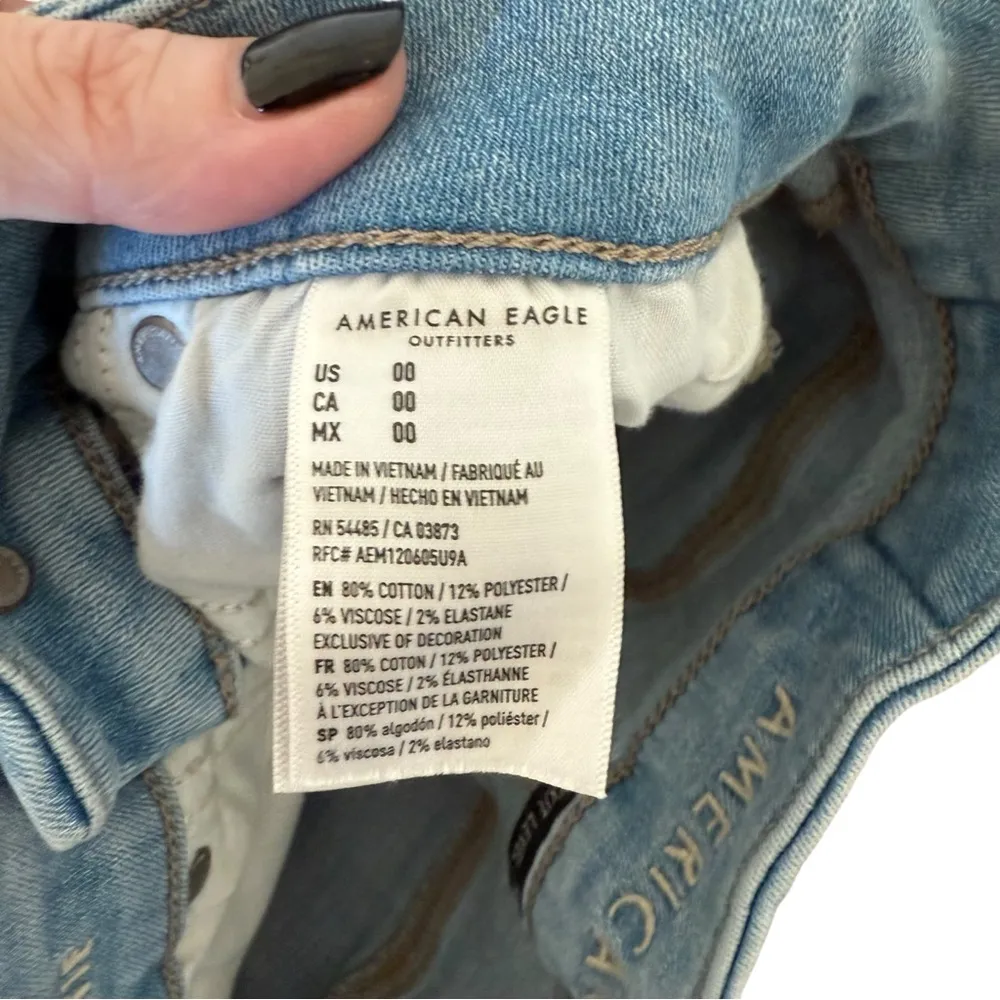 AMERICAN EAGLE
OUTFITTERS
US 00
CA 00
MX 00
MADE IN VIETNAM / FABRIQUÉ AU
VIETNAM / HECHO EN VIETNAM
RN 54485 / CA 03873
RFC# AEM120605U9A
EN 80% COTTON / 12% POLYESTER /
6% VISCOSE / 2% ELASTANE
EXCLUSIVE OF DECORATION
FR 80% COTON / 12% POLYESTER /
6% VISCOSE / 2% ÉLASTHANNE
À L'EXCEPTION DE LA GARNITURE
SP 80% algodón / 12% poliéster /
6% viscosa / 2% elastano
AMERICA